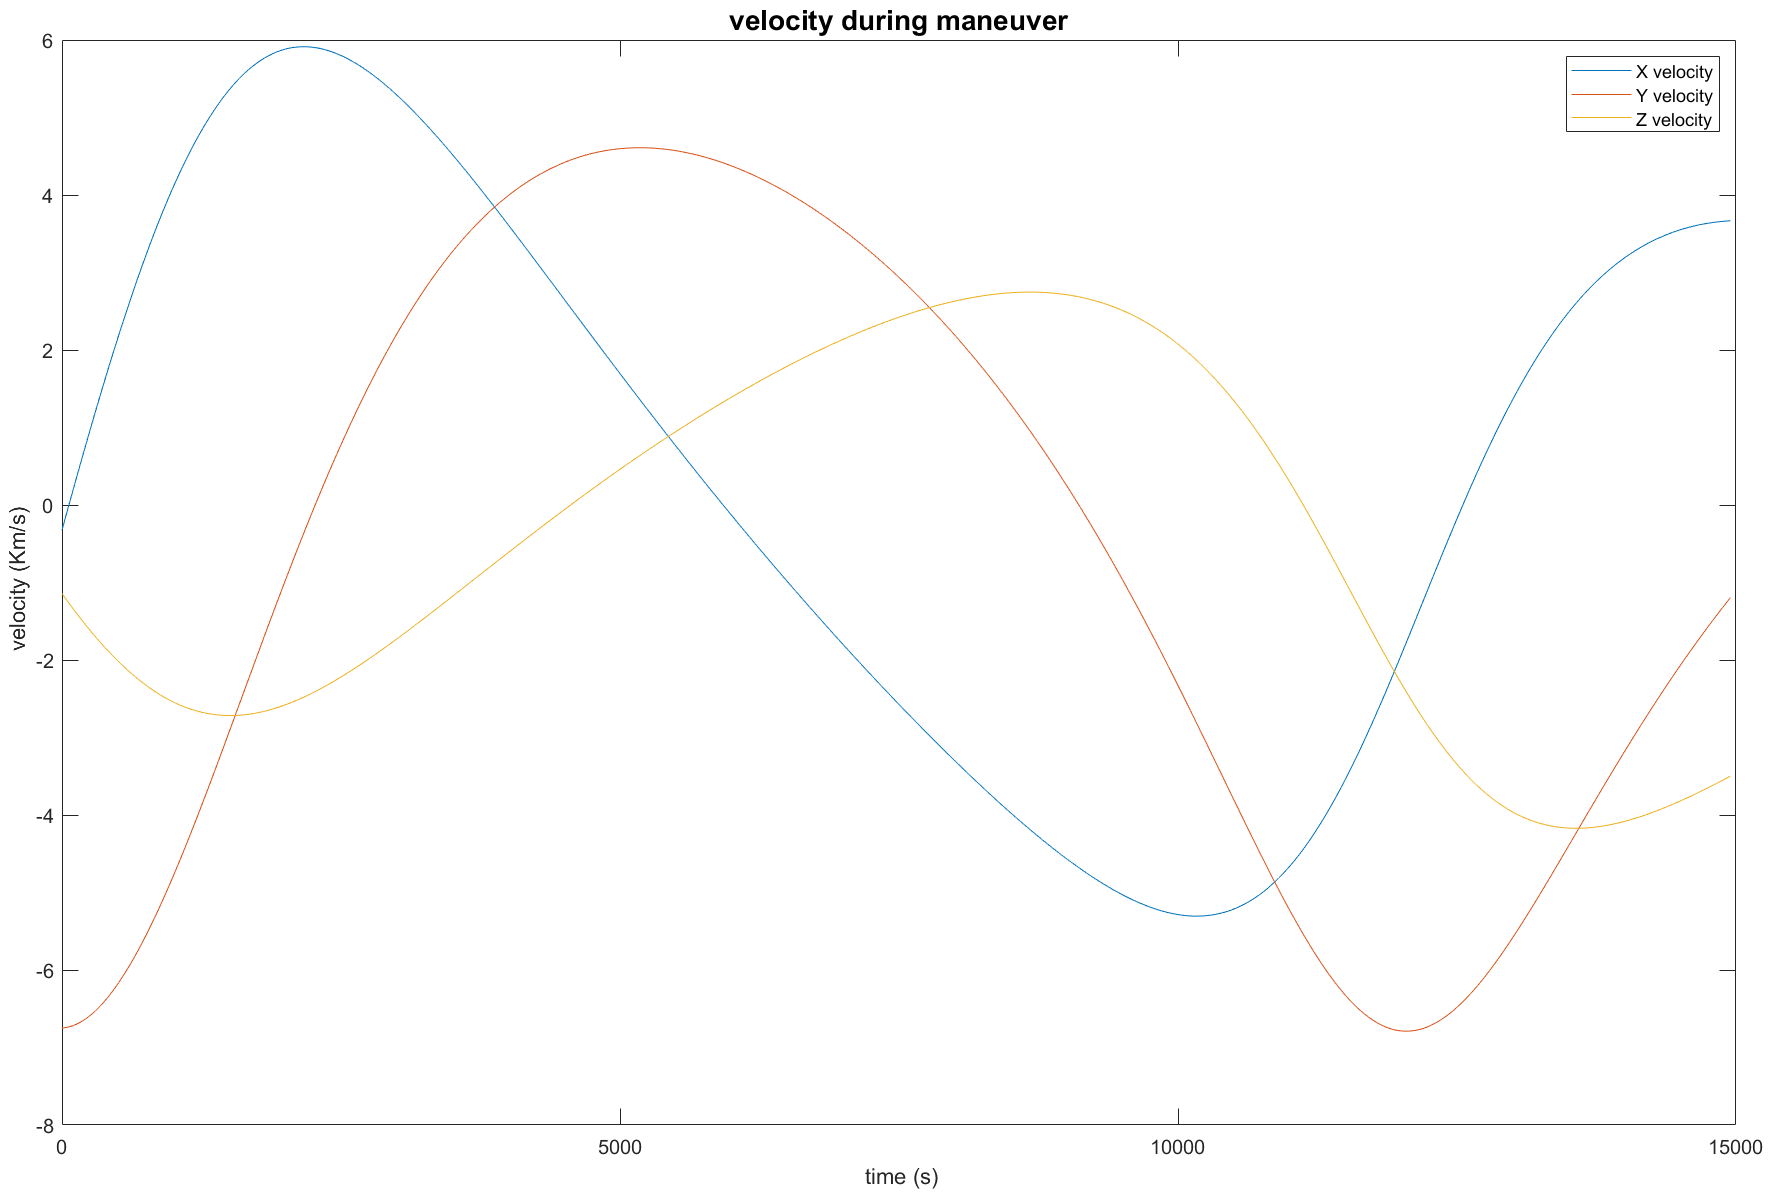 velocity during maneuver
6
4
2
0
-2
-4
-6
-8
velocity (Km/s)
X velocity
Y velocity
Z velocity
0
5000
10000
15000
time (s)